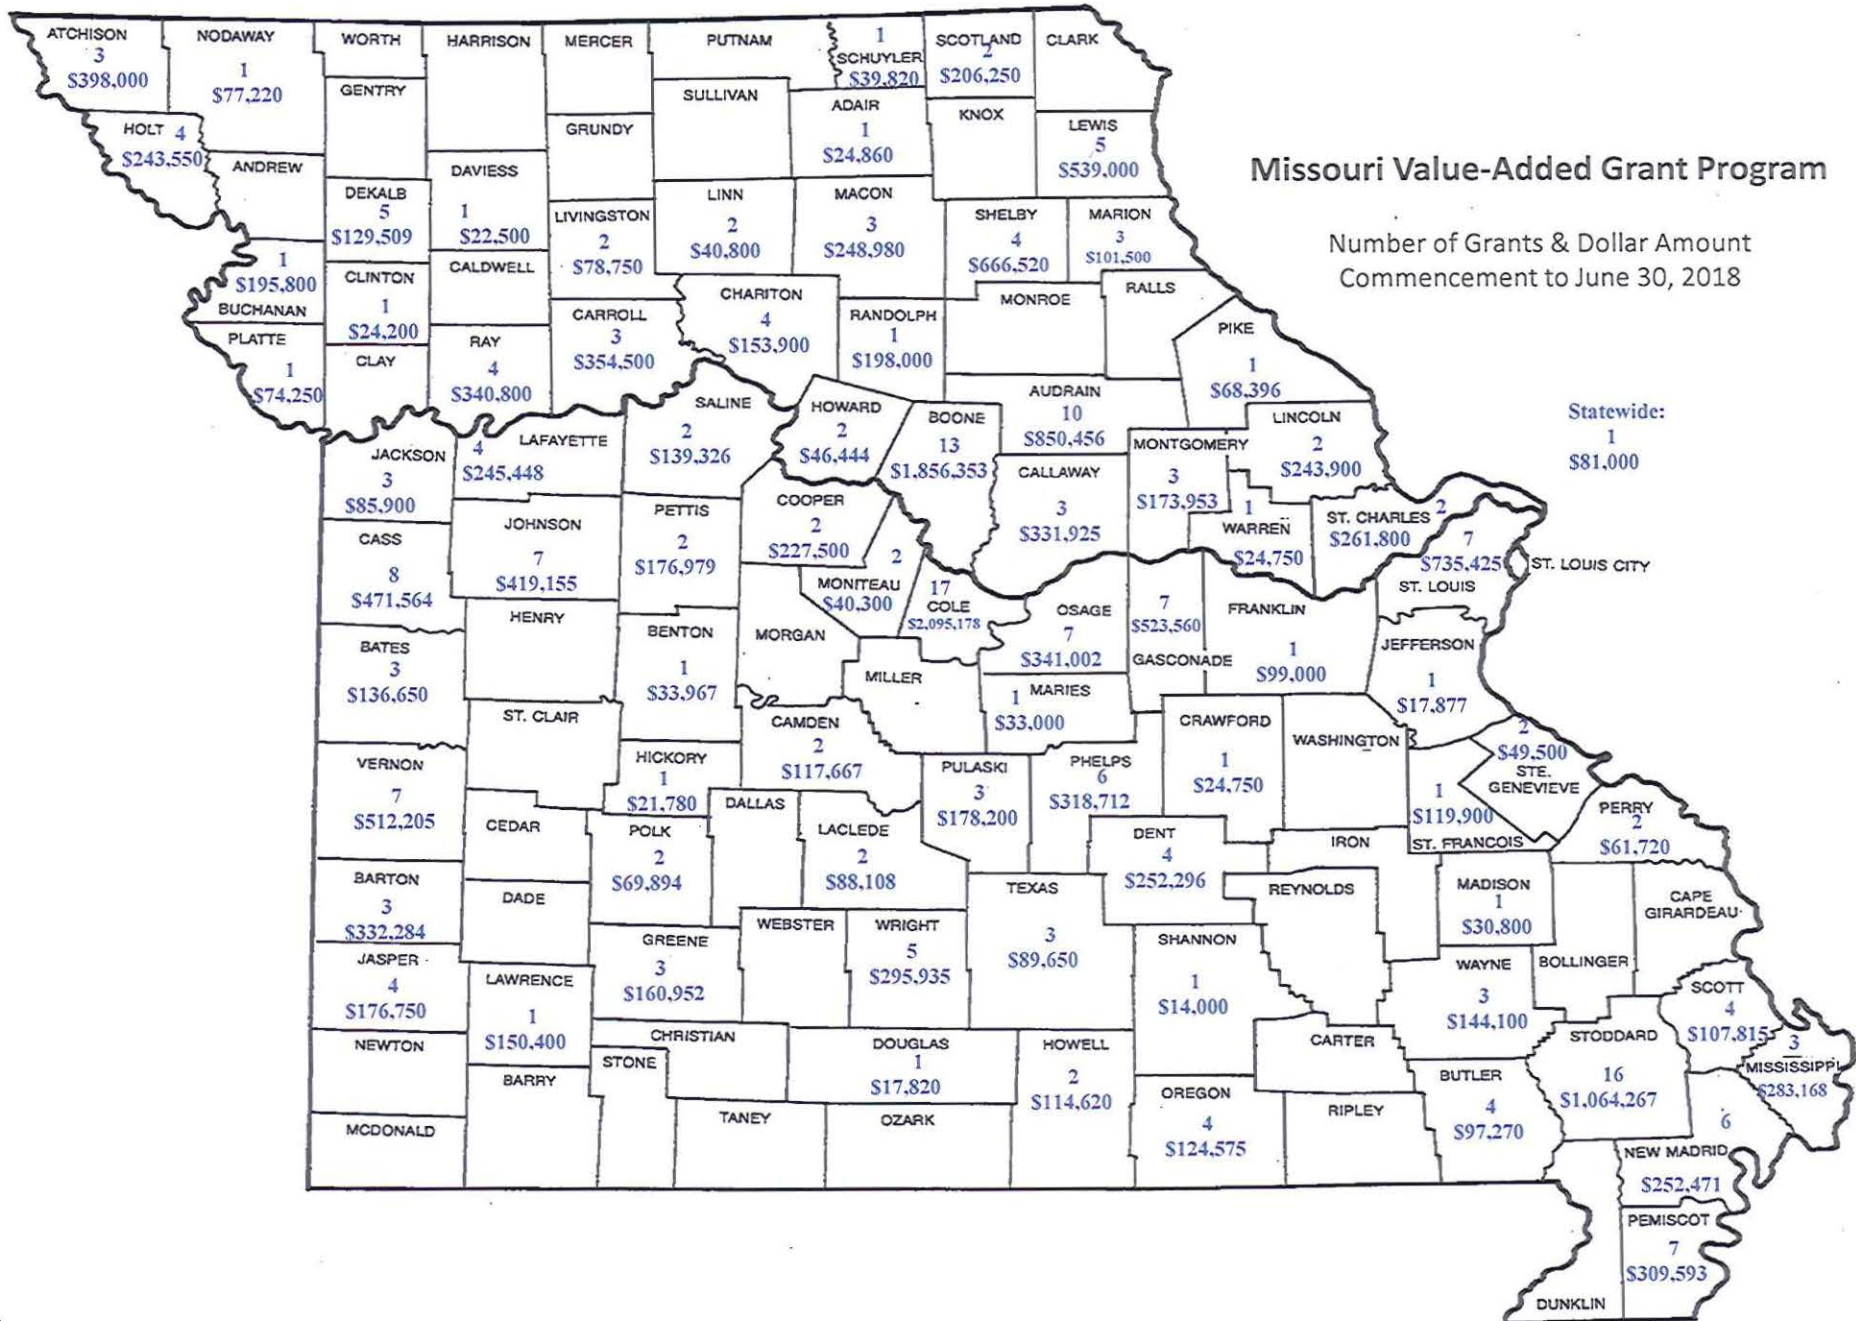 Missouri Value-Added Grant Program
Number of Grants & Dollar Amount
Commencement to June 30, 2018
Statewide:
1
$81,000
ATCHISON
3
$398,000
NODAWAY
1
$77,220
WORTH
HARRISON
MERCER
PUTNAM
1
SCHUYLER
$39,820
SCOTLAND
2
$206,250
CLARK
GENTRY
SULLIVAN
ADAIR
1
$24,860
KNOX
HOLT 4
$243,550
GRUNDY
LEWIS
5
$539,000
ANDREW
DAVIESS
1
$22,500
DEKALB
5
$129,509
LIVINGSTON
2
$78,750
LINN
2
$40,800
MACON
3
$248,980
SHELBY
4
$666,520
MARION
3
$101,500
1
$195,800
BUCHANAN
CLINTON
1
$24,200
CALDWELL
CHARITON
4
$153,900
MONROE
RALLS
PLATTE
1
$74,250
CLAY
RAY
4
$340,800
CARROLL
3
$354,500
RANDOLPH
1
$198,000
PIKE
1
$68,396
SALINE
2
$139,326
HOWARD
2
$46,444
BOONE
13
$1,856,353
AUDRAIN
10
$850,456
MONTGOMERY
3
$173,953
LINCOLN
2
$243,900
JACKSON
3
$85,900
4
LAFAYETTE
$245,448
CALLAWAY
3
$331,925
1
WARREN
$24,750
ST. CHARLES 2
$261,800
7
$735,425
ST. LOUIS
ST. LOUIS CITY
CASS
8
$471,564
JOHNSON
7
$419,155
PETTIS
2
$176,979
COOPER
2
$227,500
2
MONITEAU
$40,300
17
COLE
$2,095,178
OSAGE
7
$341,002
7
$523,560
GASCONADE
FRANKLIN
1
$99,000
JEFFERSON
1
$17,877
HENRY
BENTON
1
$33,967
MORGAN
MILLER
BATES
3
$136,650
MARIES
1
$33,000
ST. CLAIR
CAMDEN
2
$117,667
CRAWFORD
1
$24,750
WASHINGTON
2
$49,500
STE.
GENEVIEVE
VERNON
7
$512,205
HICKORY
1
$21,780
PULASKI
3
$178,200
PHELPS
6
$318,712
1
$119,900
ST. FRANCOIS
PERRY
2
$61,720
CEDAR
POLK
2
$69,894
DALLAS
LACLEDE
2
$88,108
DENT
4
$252,296
IRON
BARTON
3
$332,284
DADE
TEXAS
3
$89,650
REYNOLDS
MADISON
1
$30,800
CAPE
GIRARDEAU
GREENE
3
$160,952
WEBSTER
WRIGHT
5
$295,935
SHANNON
1
$14,000
WAYNE
3
$144,100
BOLLINGER
JASPER
4
$176,750
LAWRENCE
1
$150,400
SCOTT
4
$107,815
3
MISSISSIPPI
$283,168
NEWTON
CHRISTIAN
STONE
DOUGLAS
1
$17,820
HOWELL
2
$114,620
CARTER
STODDARD
16
$1,064,267
BARRY
BUTLER
4
$97,270
MCDONALD
TANEY
OZARK
OREGON
4
$124,575
RIPLEY
6
NEW MADRID
$252,471
PEMISCOT
7
$309,593
DUNKLIN